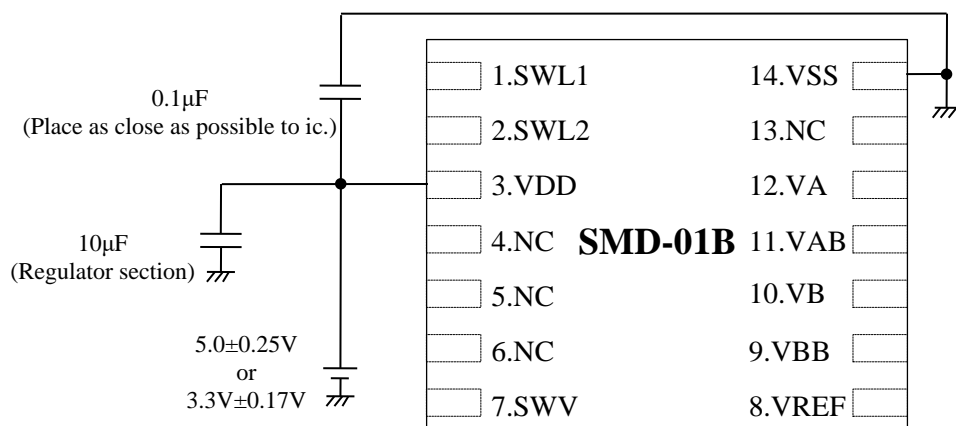 0.1μF
(Place as close as possible to ic.)
10μF
(Regulator section)
5.0±0.25V
or
3.3V±0.17V
1.SWL1
2.SWL2
3.VDD
4.NC
5.NC
6.NC
7.SWV
SMD-01B
14.VSS
13.NC
12.VA
11.VAB
10.VB
9.VBB
8.VREF